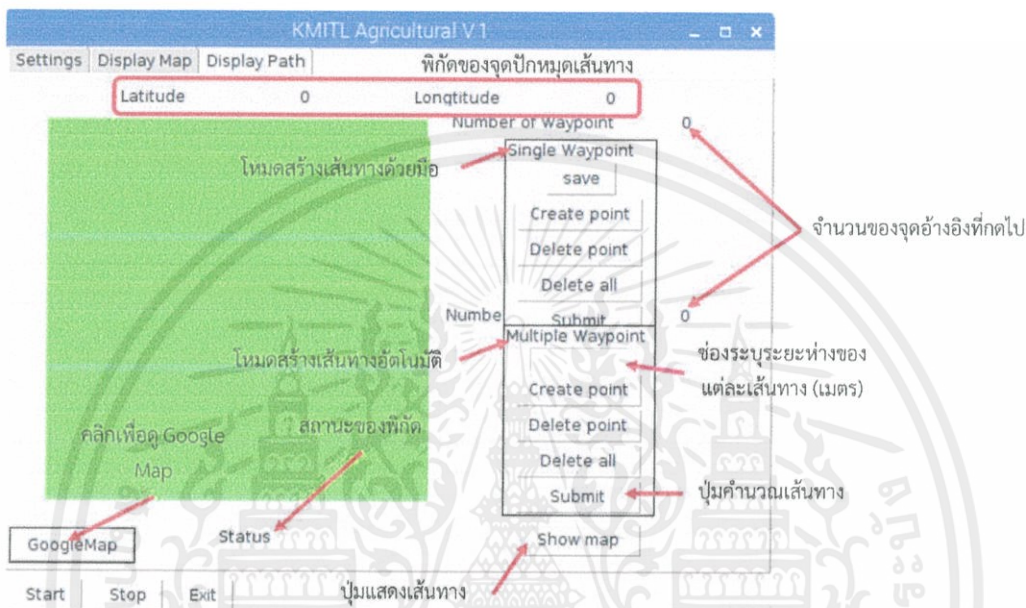 KMITL Agricultural V.1
Settings Display Map Display Path
พิกัดของจุดปักหมุดเส้นทาง
Latitude 0 Longtitude 0
Number of Waypoint 0
โหมดสร้างเส้นทางด้วยมือ
Single Waypoint
save
Create point
Delete point
Delete all
Submit
จำนวนของจุดอ้างอิงที่กดไป
Numbe 0
โหมดสร้างเส้นทางอัตโนมัติ
Multiple Waypoint
ช่องระบุระยะห่างของ
แต่ละเส้นทาง (เมตร)
Create point
Delete point
Delete all
Submit
ปุ่มคำนวณเส้นทาง
คลิกเพื่อดู Google
Map
สถานะของพิกัด
GoogleMap
Status
Show map
Start Stop Exit
ปุ่มแสดงเส้นทาง